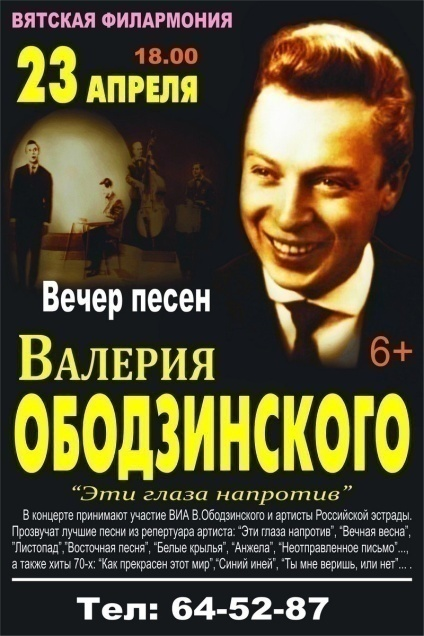 ВЯТСКАЯ ФИЛАРМОНИЯ
18.00
23 АПРЕЛЯ
Вечер песен
6+
ВАЛЕРИЯ
ОБОДЗИНСКОГО
“Эти глаза напротив”
В концерте принимают участие ВИА В.Ободзинского и артисты Российской эстрады.
Прозвучат лучшие песни из репертуара артиста: “Эти глаза напротив”, “Вечная весна”,
"Листопад","Восточная песня", “Белые крылья”, “Анжела”, “Неотправленное письмо”...,
а также хиты 70-х: “Как прекрасен этот мир”,“Синий иней”, “Ты мне веришь, или нет”... .
Тел: 64-52-87